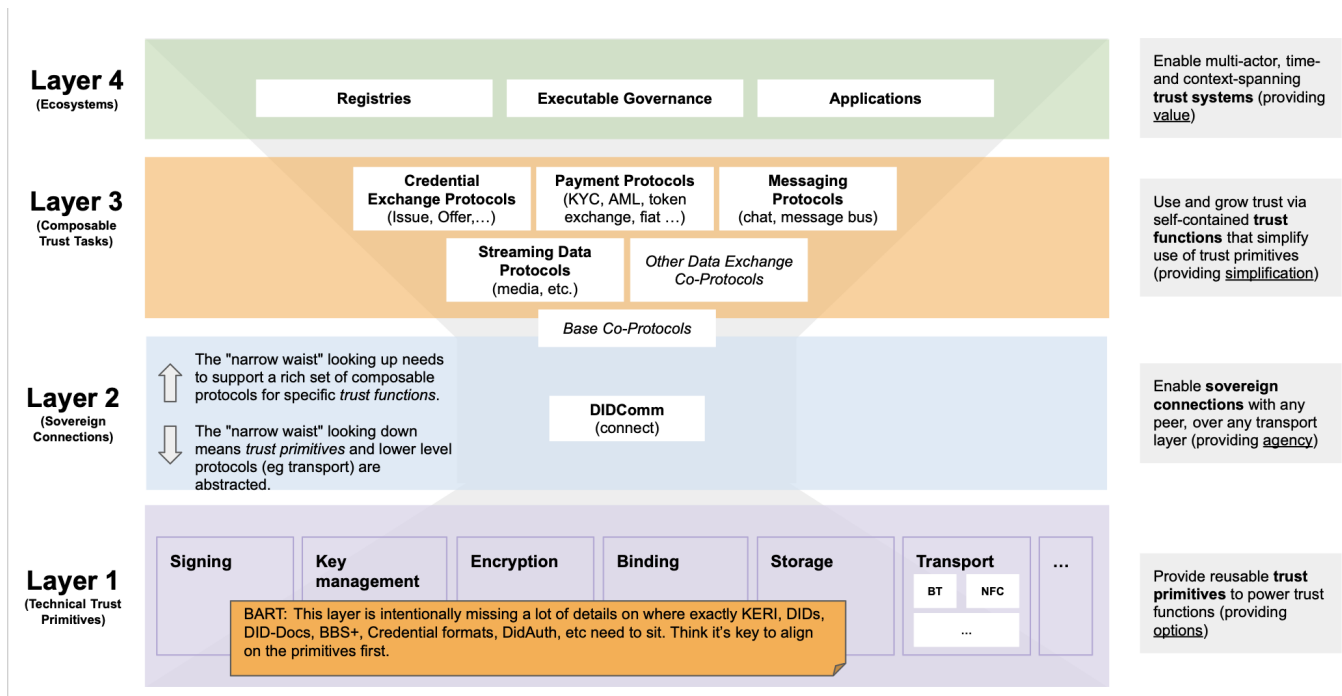 Layer 4
(Ecosystems)
Registries
Executable Governance
Applications
Enable multi-actor, time-
and context-spanning
trust systems (providing
value)
Layer 3
(Composable
Trust Tasks)
Credential
Exchange Protocols
(Issue, Offer,…)
Payment Protocols
(KYC, AML, token
exchange, fiat …)
Messaging
Protocols
(chat, message bus)
Streaming Data
Protocols
(media, etc.)
Other Data Exchange
Co-Protocols
Base Co-Protocols
Use and grow trust via
self-contained trust
functions that simplify
use of trust primitives
(providing simplification)
Layer 2
(Sovereign
Connections)
The "narrow waist" looking up needs
to support a rich set of composable
protocols for specific trust functions.
The "narrow waist" looking down
means trust primitives and lower level
protocols (eg transport) are
abstracted.
DIDComm
(connect)
Enable sovereign
connections with any
peer, over any transport
layer (providing agency)
Layer 1
(Technical Trust
Primitives)
Signing
Key
management
Encryption
Binding
Storage
Transport
BT
NFC
...
…
BART: This layer is intentionally missing a lot of details on where exactly KERI, DIDs,
DID-Docs, BBS+, Credential formats, DidAuth, etc need to sit. Think it's key to align
on the primitives first.
Provide reusable trust
primitives to power trust
functions (providing
options)